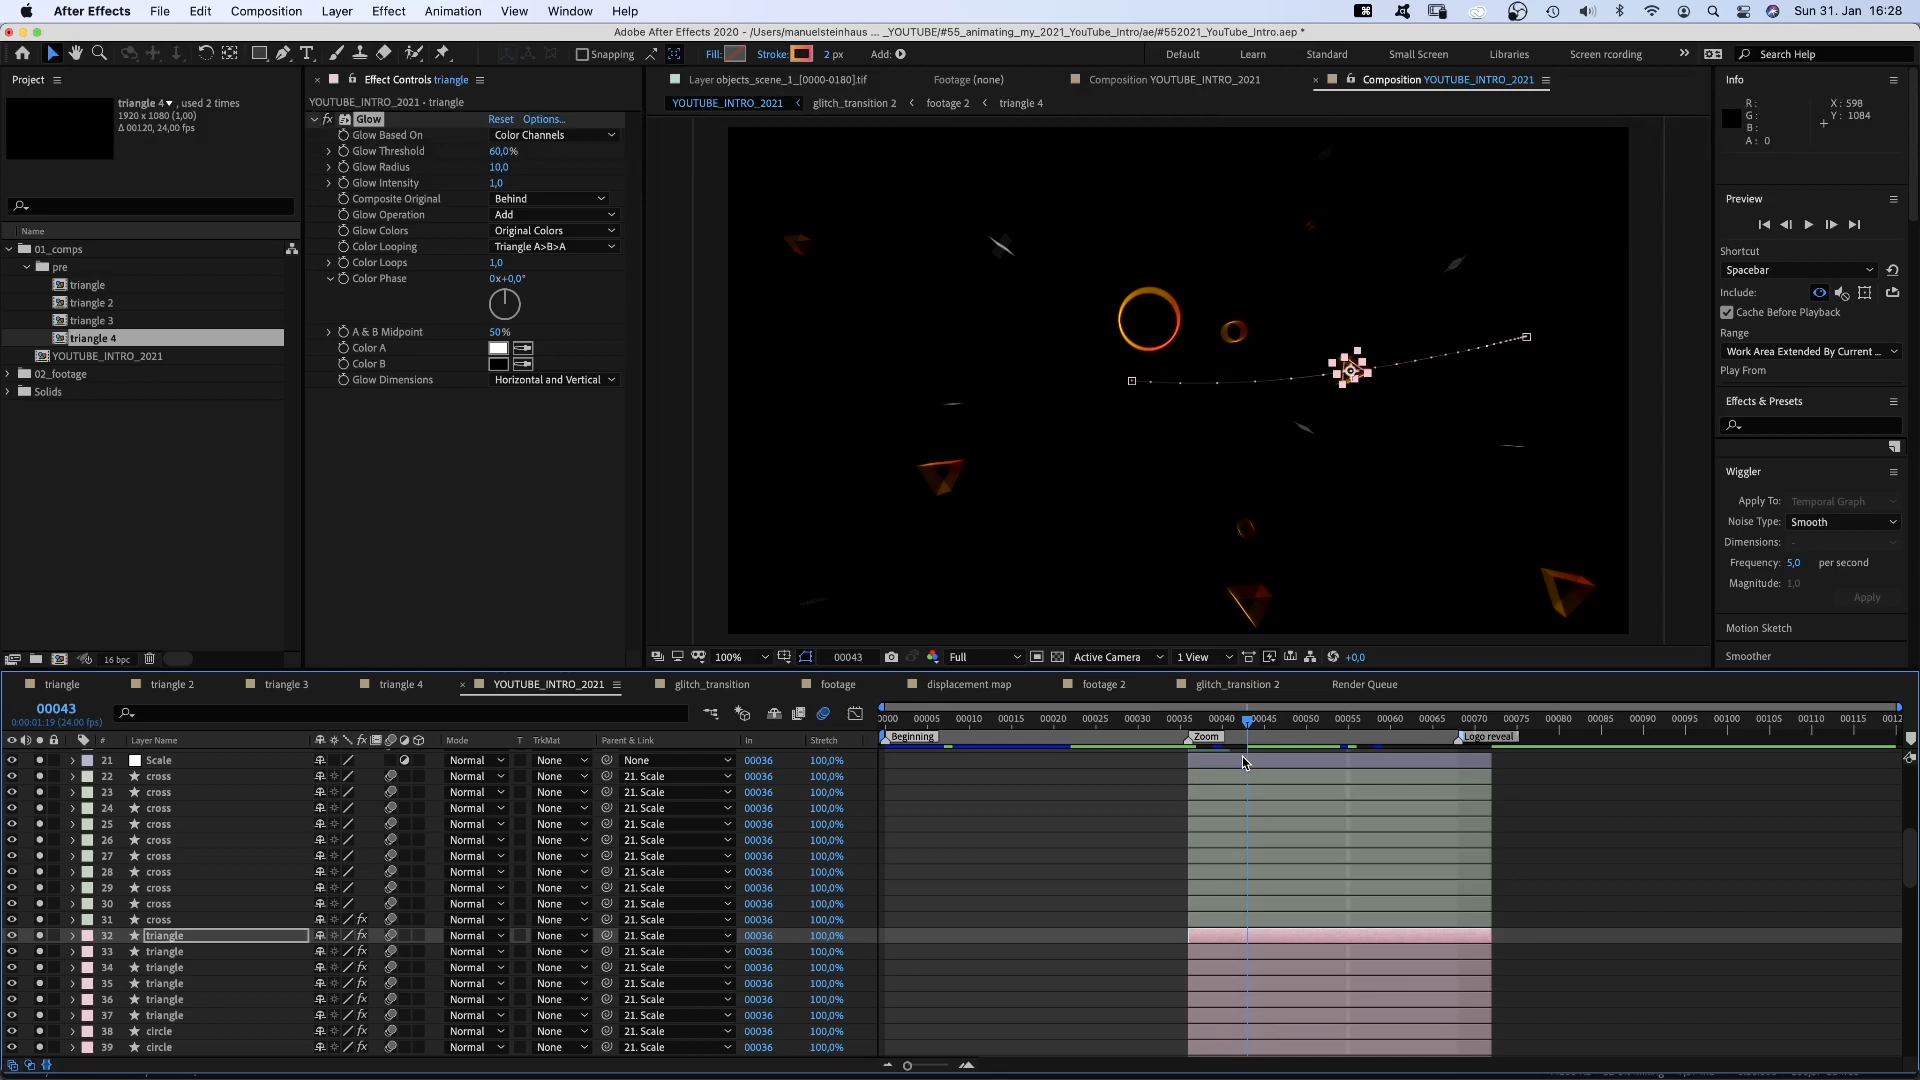 After Effects File Edit Composition Layer Effect Animation View Window Help Sun 31. Jan 16:28
Adobe After Effects 2020 - /Users/manuelsteinhaus ... _YOUTUBE/#55_animating_my_2021_YouTube_Intro/ae/#552021_YouTube_Intro.aep *
Snapping Fill: Stroke: 2 px Add: Default Learn Standard Small Screen Libraries Screen rcording Search Help
Project
triangle 4 , used 2 times
1920 x 1080 (1,00)
Δ 00120, 24,00 fps
Name
01_comps
pre
triangle
triangle 2
triangle 3
triangle 4
YOUTUBE_INTRO_2021
02_footage
Solids
16 bpc
Effect Controls triangle
YOUTUBE_INTRO_2021 • triangle
fx Glow Reset Options...
Glow Based On Color Channels
Glow Threshold 60,0%
Glow Radius 10,0
Glow Intensity 1,0
Composite Original Behind
Glow Operation Add
Glow Colors Original Colors
Color Looping Triangle A>B>A
Color Loops 1,0
Color Phase 0x+0,0°
A & B Midpoint 50%
Color A
Color B
Glow Dimensions Horizontal and Vertical
Layer objects_scene_1_[0000-0180].tif Footage (none) Composition YOUTUBE_INTRO_2021 Composition YOUTUBE_INTRO_2021
YOUTUBE_INTRO_2021 glitch_transition 2 footage 2 triangle 4
100% 00043 Full Active Camera 1 View +0,0
Info
R: X: 598
G: Y: 1084
B:
A: 0
Preview
Shortcut
Spacebar
Include:
Cache Before Playback
Range
Work Area Extended By Current ...
Play From
Effects & Presets
Wiggler
Apply To: Temporal Graph
Noise Type: Smooth
Dimensions: -
Frequency: 5,0 per second
Magnitude: 1,0
Apply
Motion Sketch
Smoother
triangle triangle 2 triangle 3 triangle 4 YOUTUBE_INTRO_2021 glitch_transition footage displacement map footage 2 glitch_transition 2 Render Queue
00043
0:00:01:19 (24.00 fps)
0000 00005 00010 00015 00020 00025 00030 00035 00040 00045 00050 00055 00060 00065 00070 00075 00080 00085 00090 00095 00100 00105 00110 00115 0012
Beginning Zoom Logo reveal
# Layer Name Mode T TrkMat Parent & Link In Stretch
21 Scale Normal None None 00036 100,0%
22 cross Normal None 21. Scale 00036 100,0%
23 cross Normal None 21. Scale 00036 100,0%
24 cross Normal None 21. Scale 00036 100,0%
25 cross Normal None 21. Scale 00036 100,0%
26 cross Normal None 21. Scale 00036 100,0%
27 cross Normal None 21. Scale 00036 100,0%
28 cross Normal None 21. Scale 00036 100,0%
29 cross Normal None 21. Scale 00036 100,0%
30 cross Normal None 21. Scale 00036 100,0%
31 cross fx Normal None 21. Scale 00036 100,0%
32 triangle fx Normal None 21. Scale 00036 100,0%
33 triangle fx Normal None 21. Scale 00036 100,0%
34 triangle fx Normal None 21. Scale 00036 100,0%
35 triangle fx Normal None 21. Scale 00036 100,0%
36 triangle fx Normal None 21. Scale 00036 100,0%
37 triangle fx Normal None 21. Scale 00036 100,0%
38 circle fx Normal None 21. Scale 00036 100,0%
39 circle fx Normal None 21. Scale 00036 100,0%